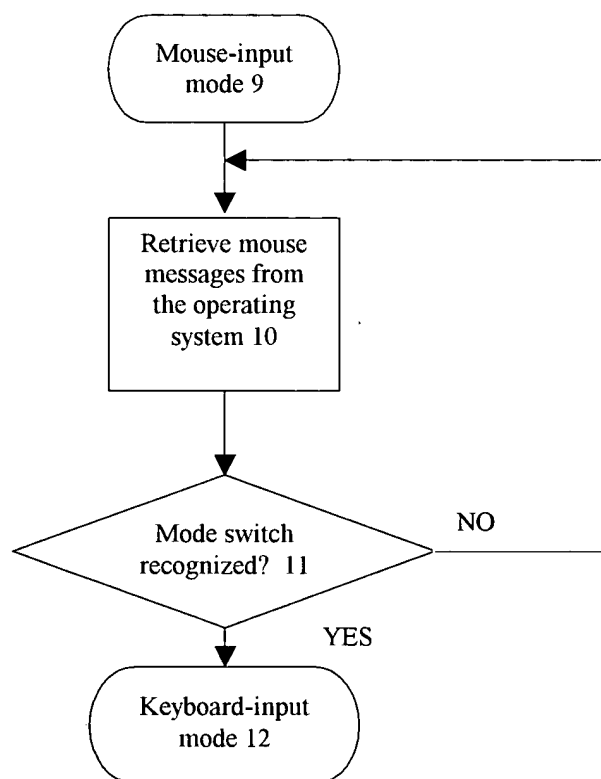 Mouse-input
mode 9
Retrieve mouse
messages from
the operating
system 10
Mode switch
recognized? 11
NO
YES
Keyboard-input
mode 12